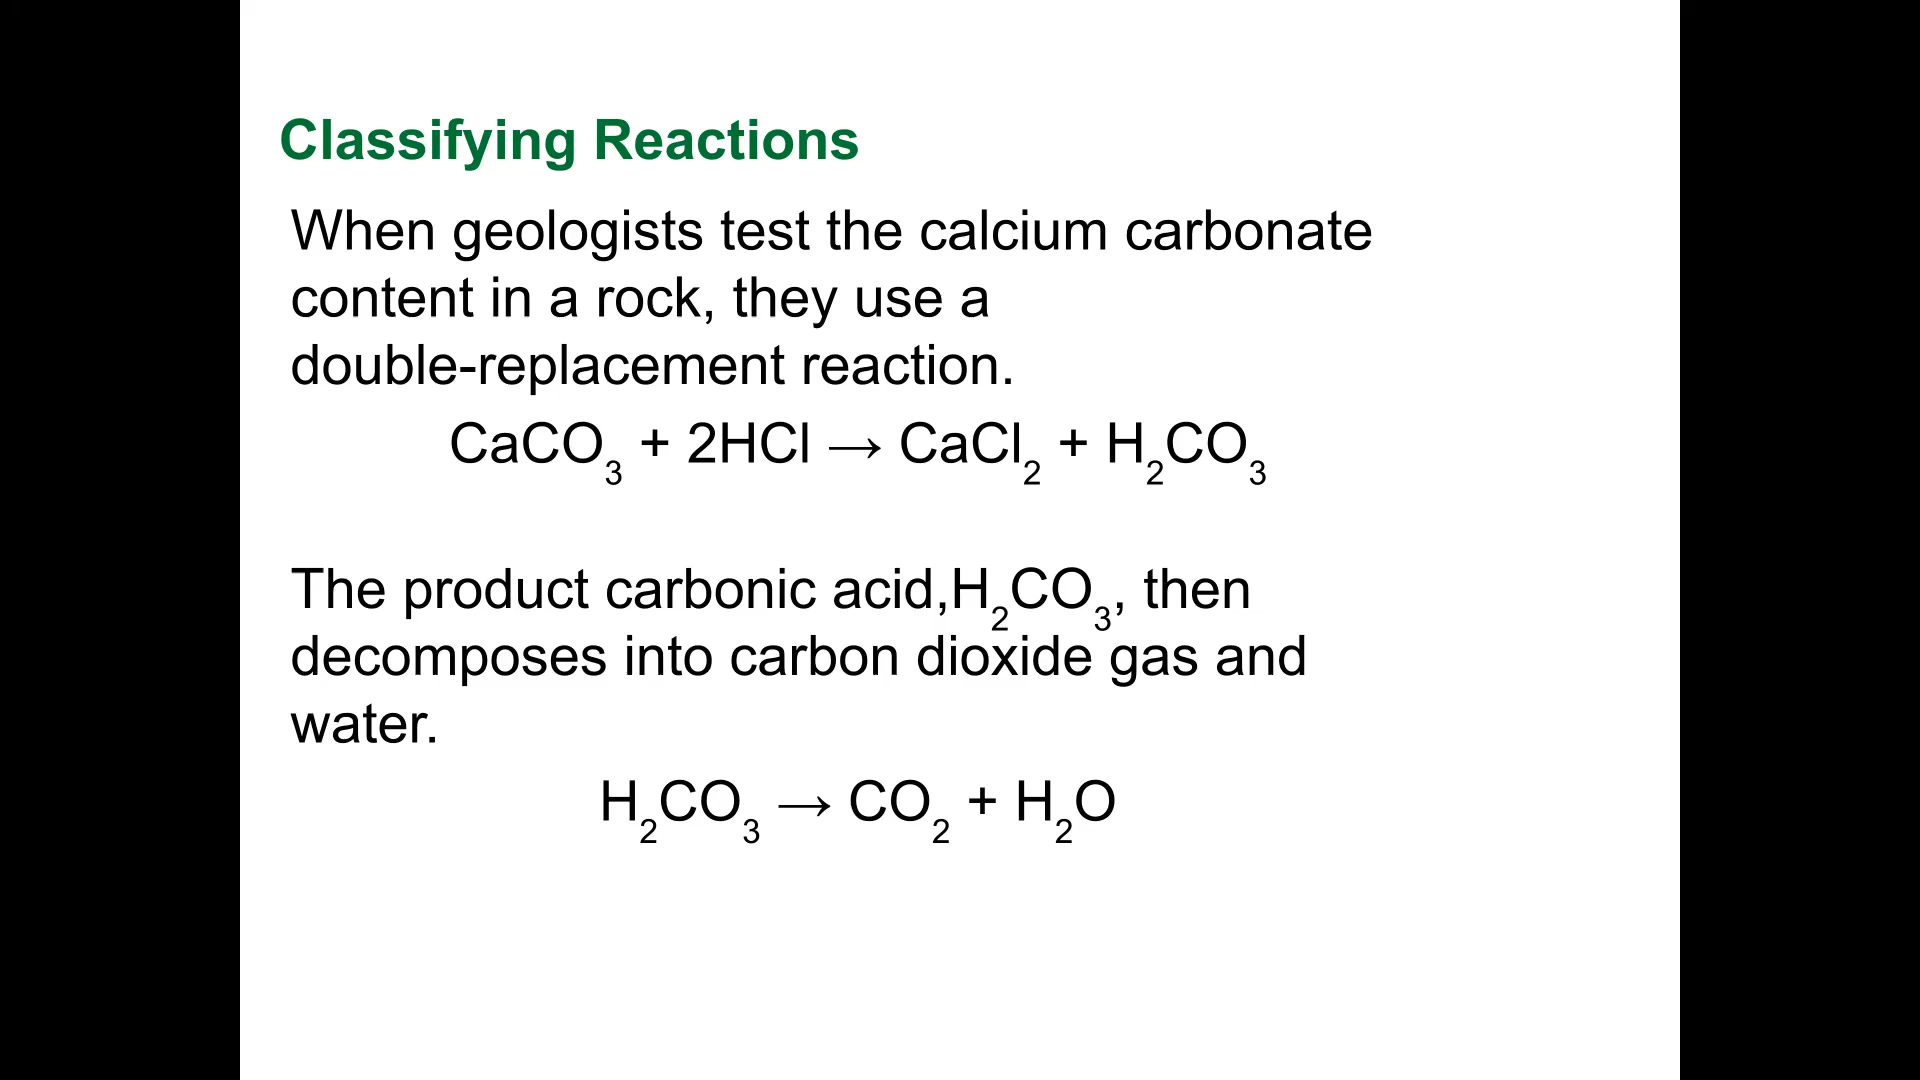 Classifying Reactions
When geologists test the calcium carbonate
content in a rock, they use a
double-replacement reaction.
CaCO₃ + 2HCl → CaCl₂ + H₂CO₃
The product carbonic acid,H₂CO₃, then
decomposes into carbon dioxide gas and
water.
H₂CO₃ → CO₂ + H₂O